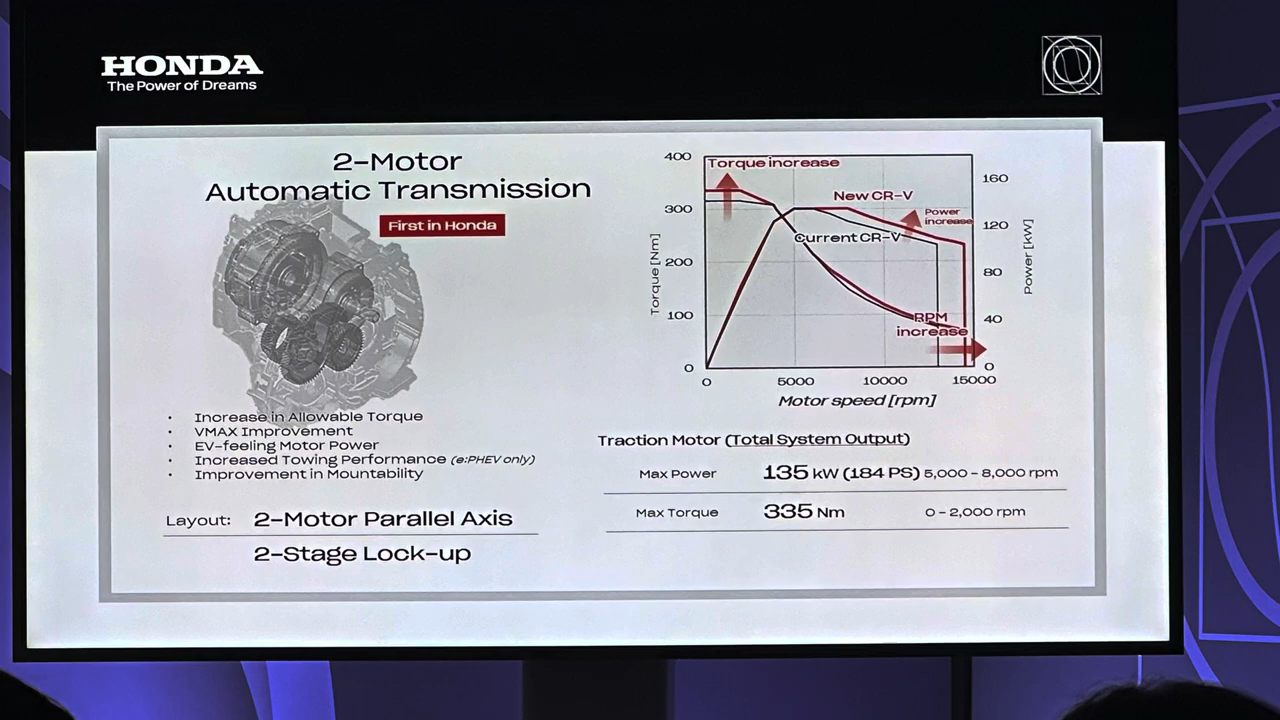 HONDA
The Power of Dreams
2-Motor
Automatic Transmission
First in Honda
• Increase in Allowable Torque
• VMAX Improvement
• EV-feeling Motor Power
• Increased Towing Performance (e:PHEV only)
• Improvement in Mountability
Layout: 2-Motor Parallel Axis
2-Stage Lock-up
Torque increase
New CR-V
Power
increase
Current CR-V
RPM
increase
Torque [Nm]
400
300
200
100
0
Power [kW]
160
120
80
40
0
0 5000 10000 15000
Motor speed [rpm]
Traction Motor (Total System Output)
Max Power 135 kW (184 PS) 5,000 - 8,000 rpm
Max Torque 335 Nm 0 - 2,000 rpm